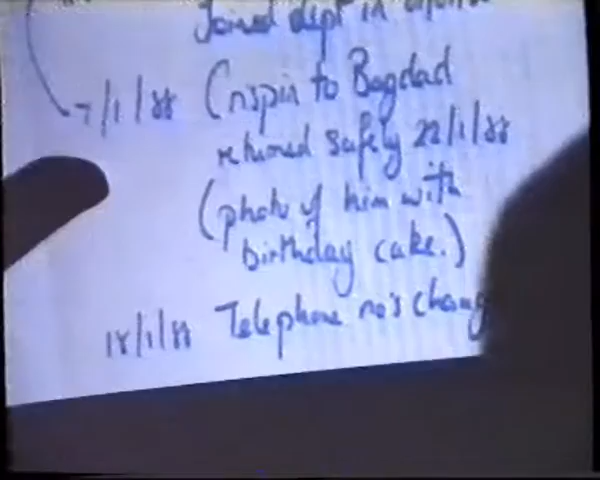 Joined dept in
7/1/88 Crispin to Bagdad
returned safely 22/1/88
(photo of him with
birthday cake.)
18/1/88 Telephone no's chang